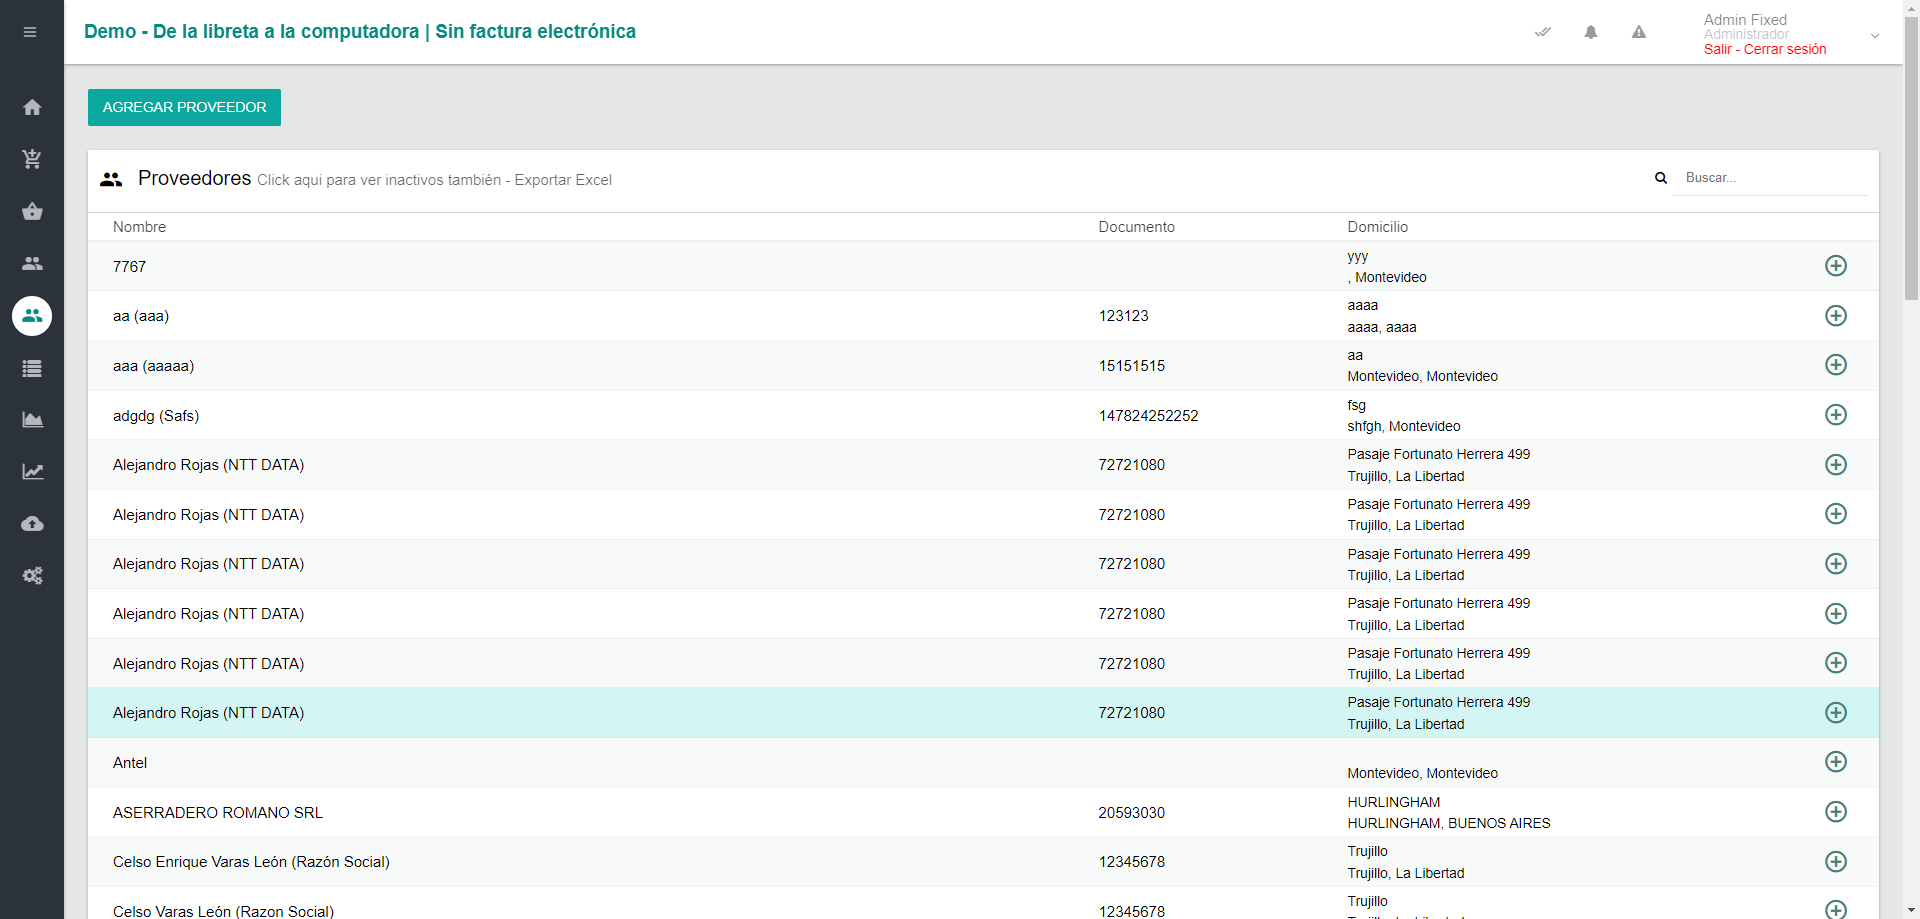 Demo - De la libreta a la computadora | Sin factura electrónica
Admin Fixed
Administrador
Salir - Cerrar sesión
AGREGAR PROVEEDOR
Proveedores Click aqui para ver inactivos también - Exportar Excel
Buscar...
Nombre Documento Domicilio
7767 yyy
, Montevideo
aa (aaa) 123123 aaaa
aaaa, aaaa
aaa (aaaaa) 15151515 aa
Montevideo, Montevideo
adgdg (Safs) 147824252252 fsg
shfgh, Montevideo
Alejandro Rojas (NTT DATA) 72721080 Pasaje Fortunato Herrera 499
Trujillo, La Libertad
Alejandro Rojas (NTT DATA) 72721080 Pasaje Fortunato Herrera 499
Trujillo, La Libertad
Alejandro Rojas (NTT DATA) 72721080 Pasaje Fortunato Herrera 499
Trujillo, La Libertad
Alejandro Rojas (NTT DATA) 72721080 Pasaje Fortunato Herrera 499
Trujillo, La Libertad
Alejandro Rojas (NTT DATA) 72721080 Pasaje Fortunato Herrera 499
Trujillo, La Libertad
Alejandro Rojas (NTT DATA) 72721080 Pasaje Fortunato Herrera 499
Trujillo, La Libertad
Antel
Montevideo, Montevideo
ASERRADERO ROMANO SRL 20593030 HURLINGHAM
HURLINGHAM, BUENOS AIRES
Celso Enrique Varas León (Razón Social) 12345678 Trujillo
Trujillo, La Libertad
Celso Varas León (Razon Social) 12345678 Trujillo